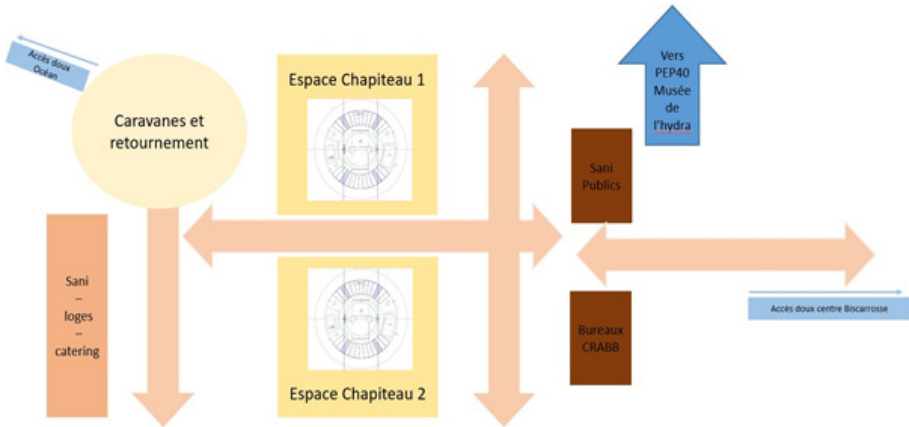 Accès doux
Océan
Caravanes et
retournement
Espace Chapiteau 1
Vers
PEP40
Musée
de
l'hydra
Sani
Publics
Sani
–
loges
–
catering
Accès doux centre Biscarrosse
Bureaux
CRABB
Espace Chapiteau 2